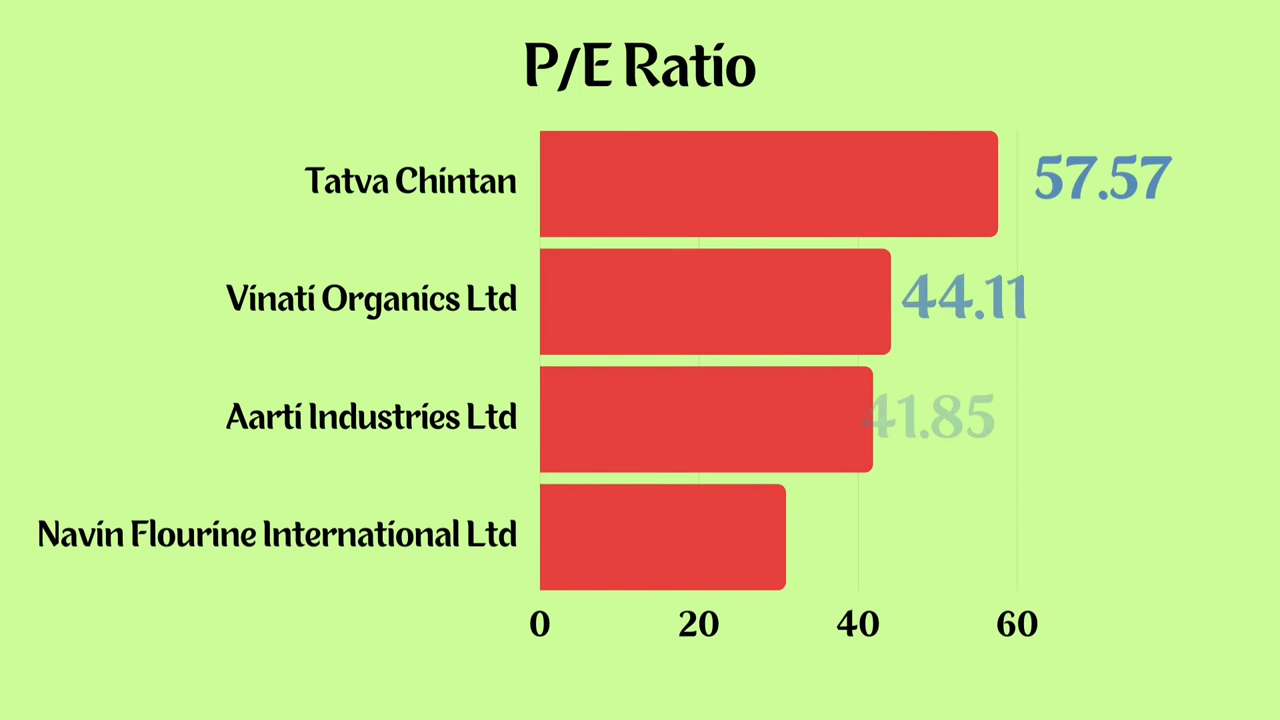 P/E Ratio
Tatva Chintan
57.57
Vinati Organics Ltd
44.11
Aarti Industries Ltd
41.85
Navin Flourine International Ltd
0 20 40 60